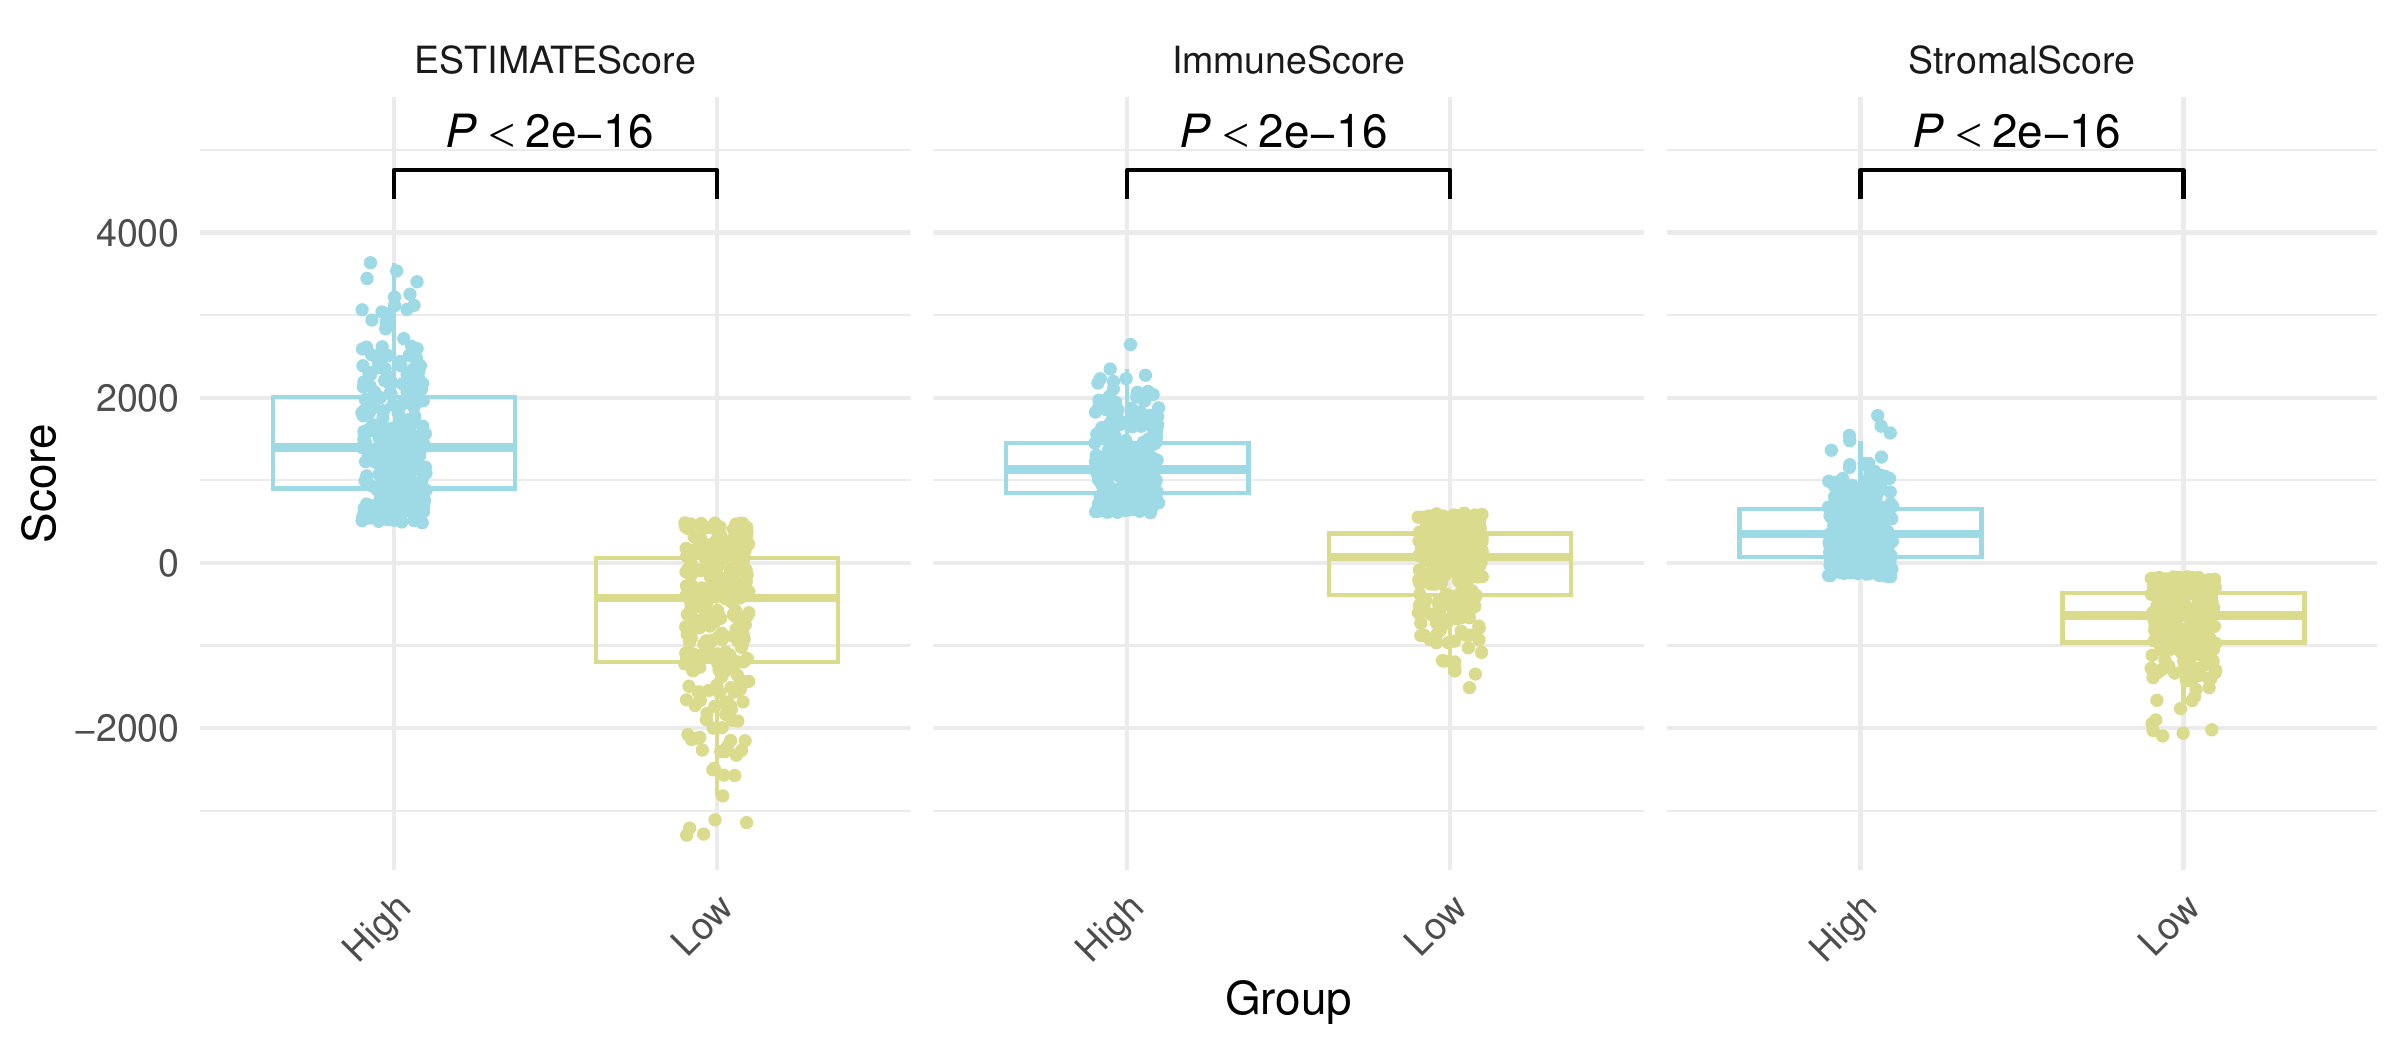 ESTIMATEScore ImmuneScore StromalScore
P < 2e−16 P < 2e−16 P < 2e−16
4000
2000
0
−2000
Score
High Low High Low High Low
Group